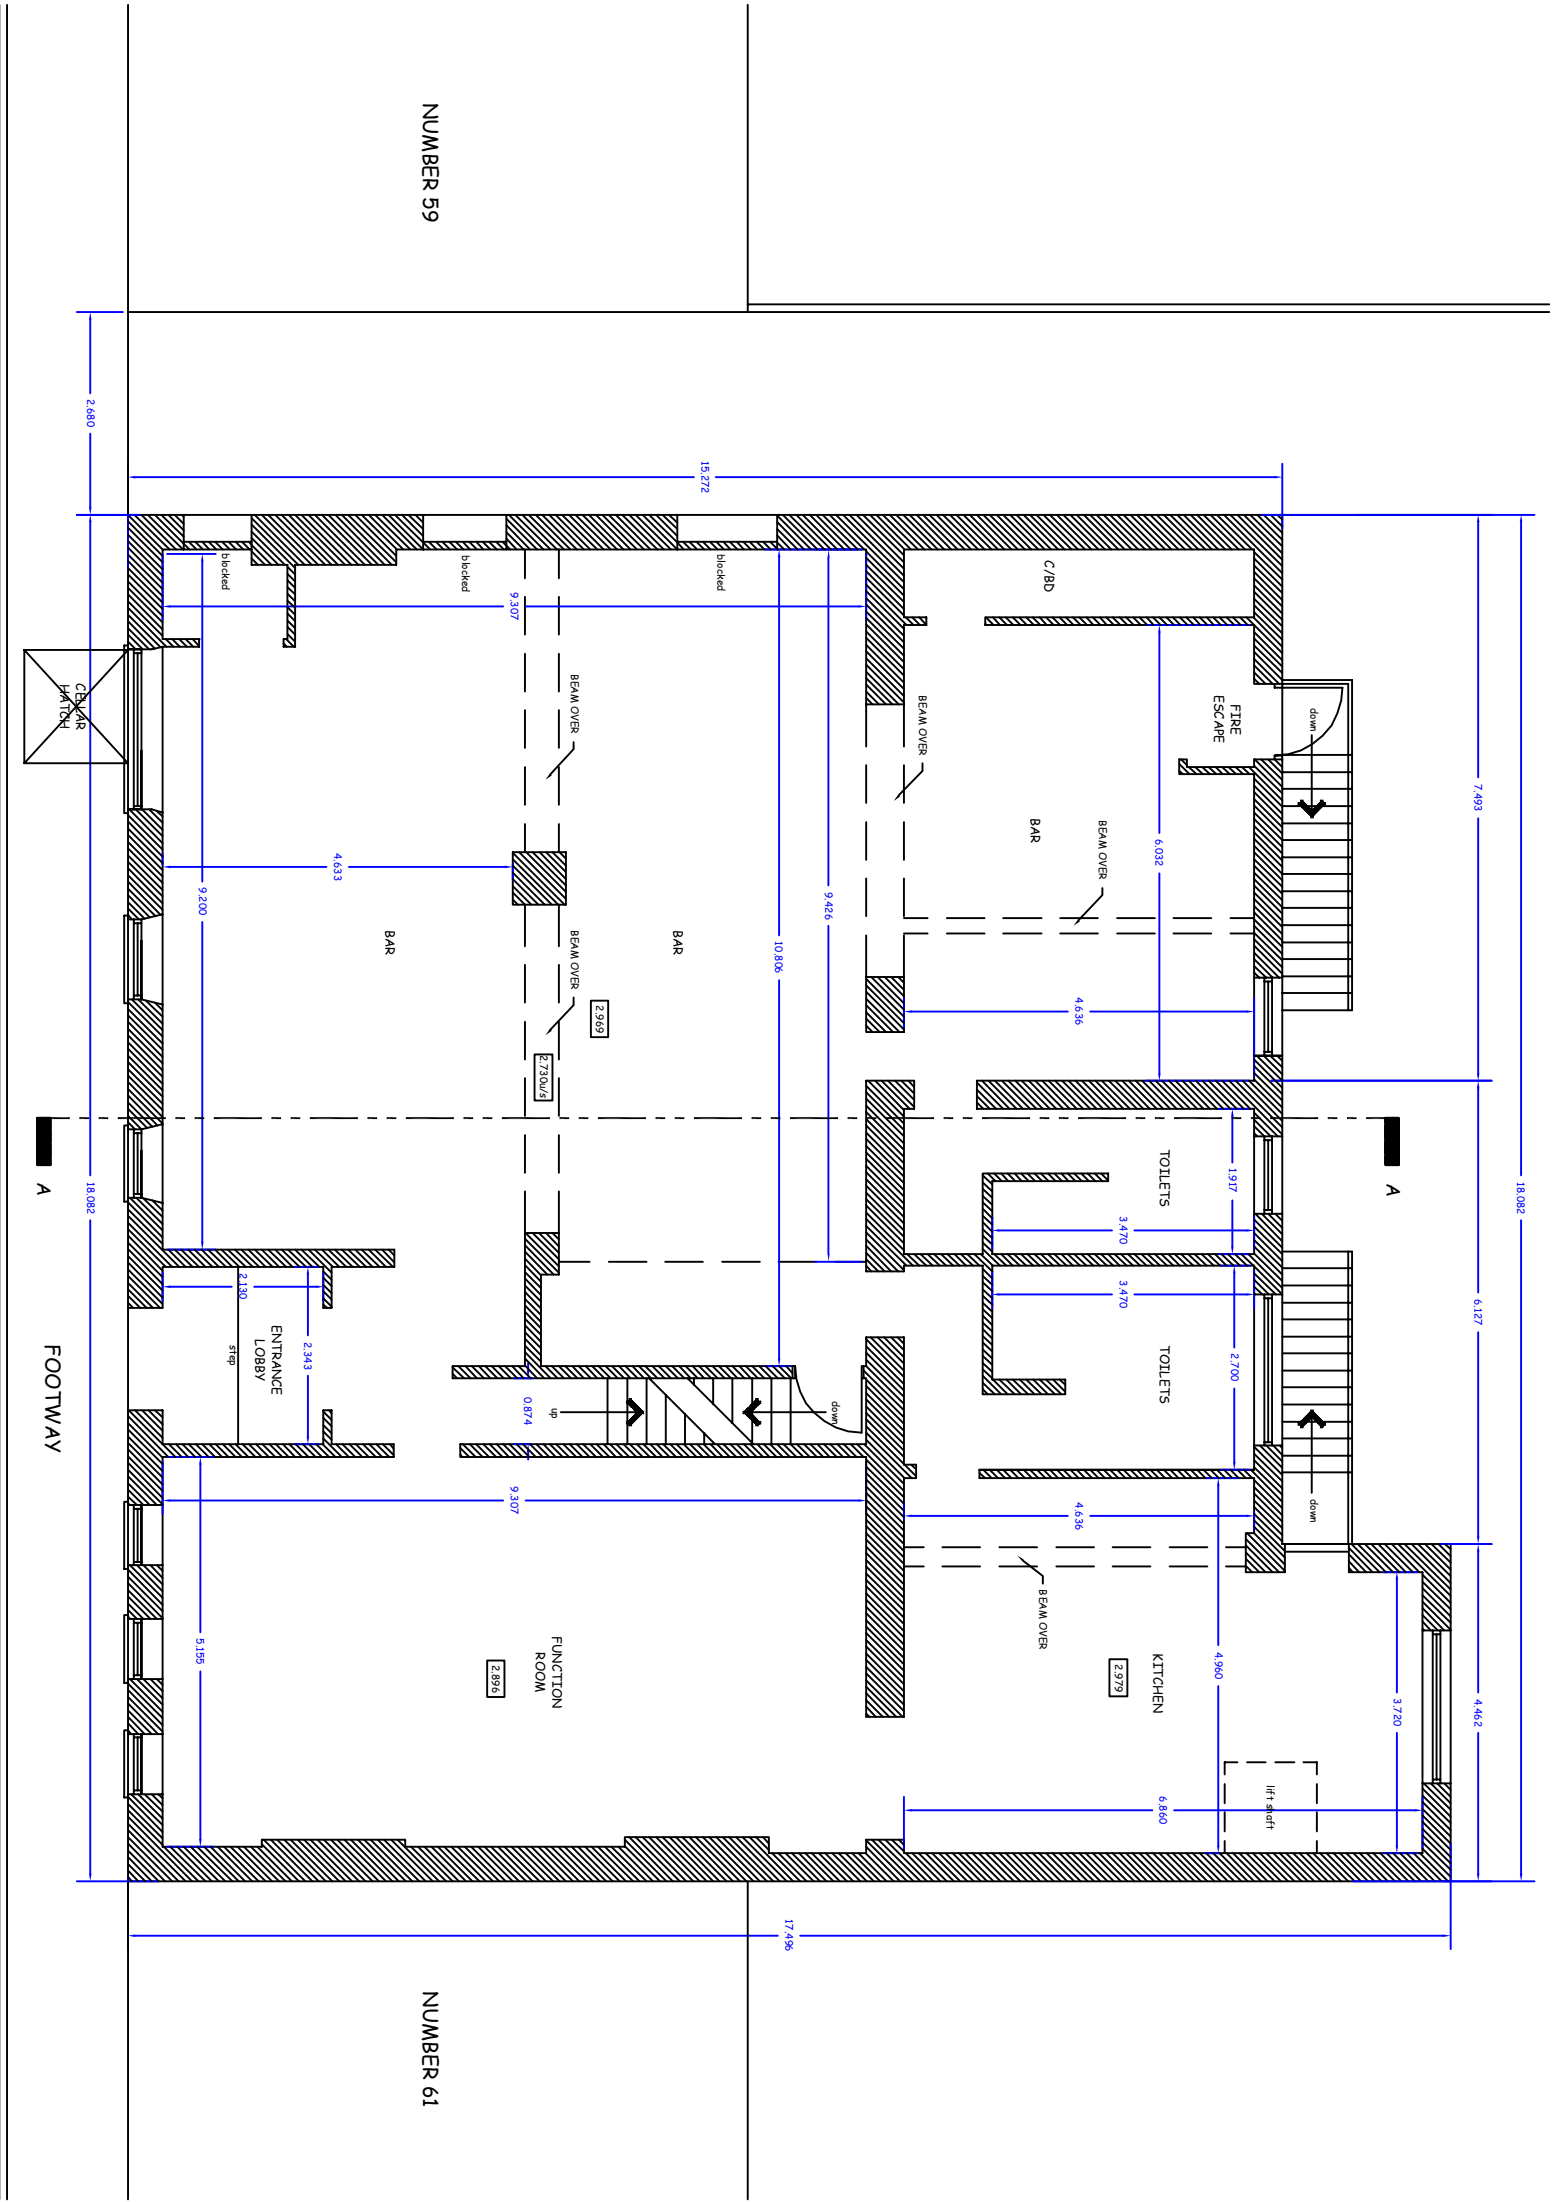 NUMBER 59
2.680
15.272
18.082
7.493
6.127
4.462
18.082
blocked
blocked
blocked
C/BD
FIRE
ESCAPE
down
9.307
9.200
4.633
BEAM OVER
BEAM OVER
BEAM OVER
BEAM OVER
BAR
BAR
BAR
6.032
9.426
10.806
4.636
2.969
2.730u/s
CELLAR
HATCH
A
A
TOILETS
1.917
3.470
3.470
TOILETS
2.700
down
2.130
2.343
ENTRANCE
LOBBY
step
FOOTWAY
0.874
up
down
9.307
5.155
FUNCTION
ROOM
2.896
4.636
BEAM OVER
KITCHEN
2.979
4.960
3.720
6.860
lift shaft
17.496
NUMBER 61